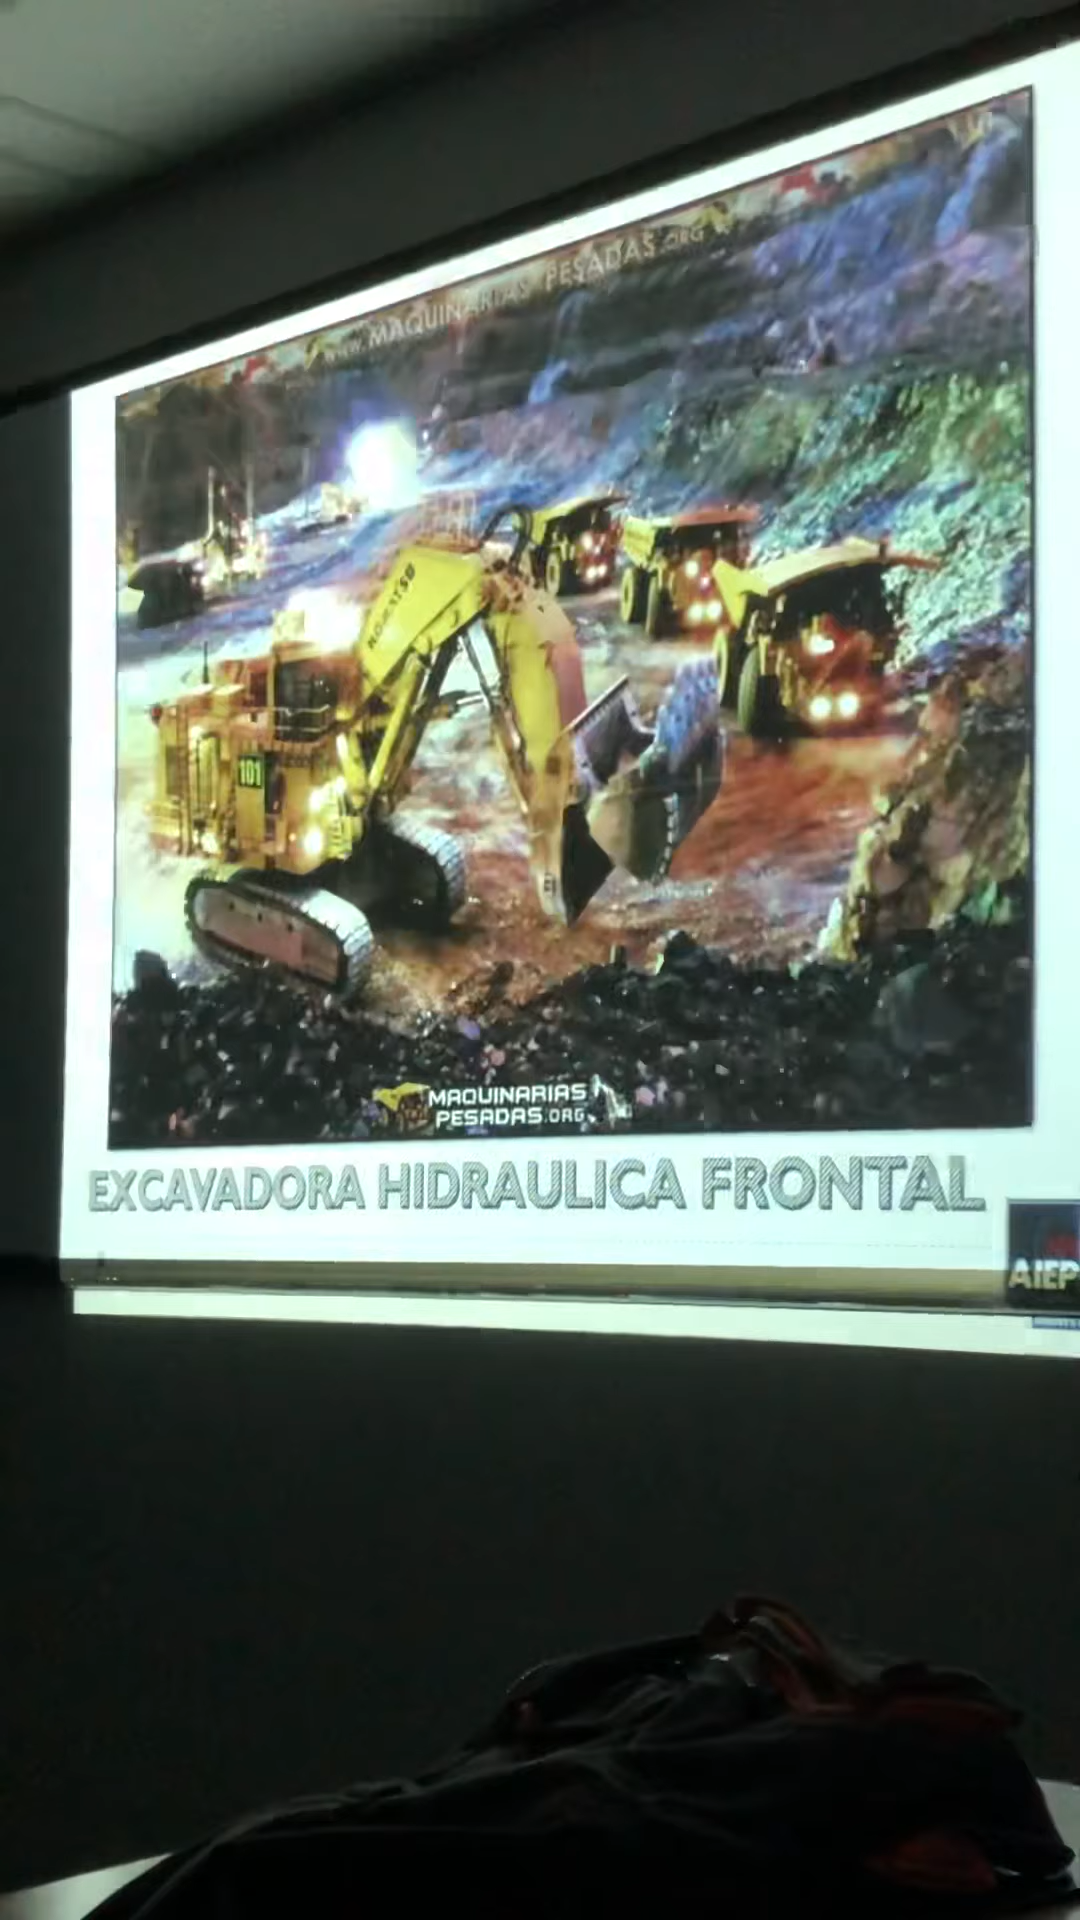 www.MAQUINARIAS PESADAS.ORG
KOMATSU
101
MAQUINARIAS
PESADAS.ORG
EXCAVADORA HIDRAULICA FRONTAL
AIEP